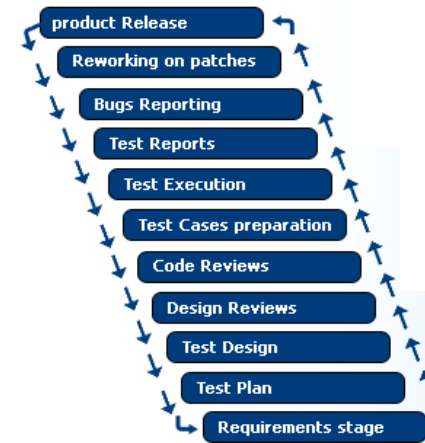 product Release
Reworking on patches
Bugs Reporting
Test Reports
Test Execution
Test Cases preparation
Code Reviews
Design Reviews
Test Design
Test Plan
Requirements stage